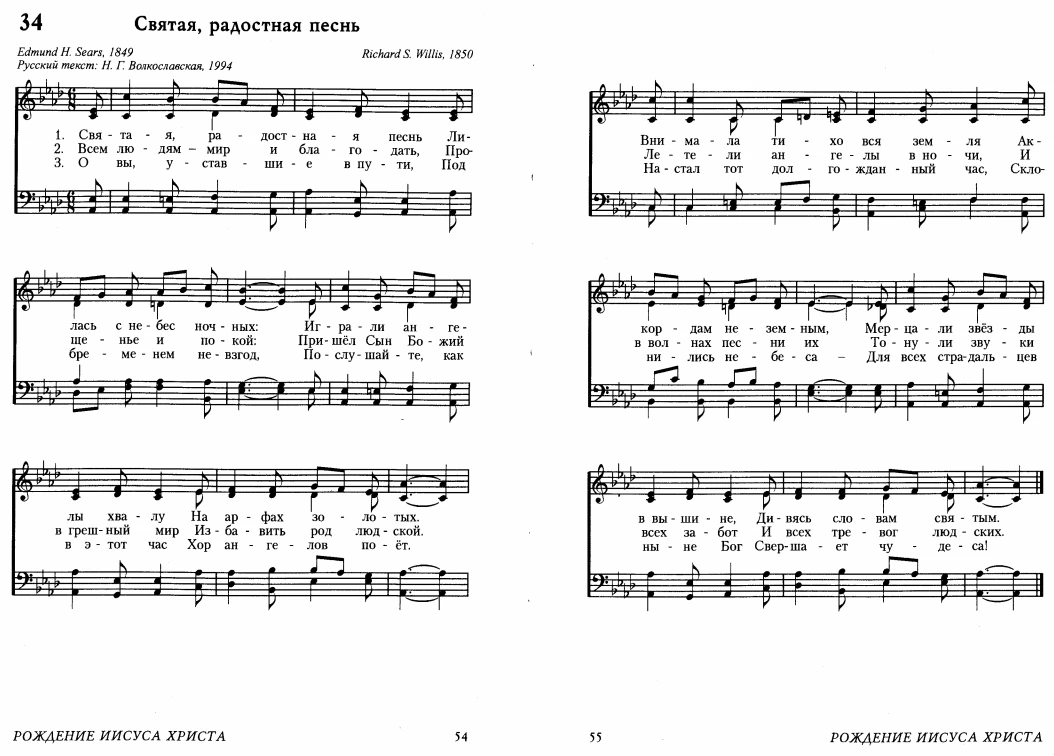 34 Святая, радостная песнь
Edmund H. Sears, 1849 Richard S. Willis, 1850
Русский текст: Н. Г. Волкославская, 1994
1. Свя - та - я, ра - дост - на - я песнь Ли-
2. Всем лю - дям – мир и бла - го - дать, Про-
3. О вы, у - став - ши - е в пу - ти, Под
лась с не - бес ноч - ных: Иг - ра - ли ан - ге-
ще - нье и по - кой: При - шёл Сын Бо - жий
бре - ме - нем не - взгод, По - слу - шай - те, как
лы хва - лу На ар - фах зо - ло - тых.
в греш - ный мир Из - ба - вить род люд - ской.
в э - тот час Хор ан - ге - лов по - ёт.
РОЖДЕНИЕ ИИСУСА ХРИСТА 54
Вни - ма - ла ти - хо вся зем - ля Ак -
Ле - те - ли ан - ге - лы в но - чи, И
На - стал тот дол - го - ждан - ный час, Скло-
кор - дам не - зем - ным, Мер - ца - ли звёз - ды
в вол - нах пес - ни их То - ну - ли зву - ки
ни - лись не - бе - са – Для всех стра-даль - цев
в вы - ши - не, Ди - вясь сло - вам свя - тым.
всех за - бот И всех тре - вог люд - ских.
ны - не Бог Свер-ша - ет чу - де - са!
55 РОЖДЕНИЕ ИИСУСА ХРИСТА